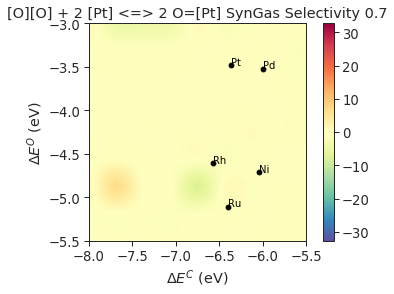 [O][O] + 2 [Pt] <=> 2 O=[Pt] SynGas Selectivity 0.7
−3.0
−3.5
−4.0
−4.5
−5.0
−5.5
ΔE^O (eV)
Pt
Pd
Rh
Ni
Ru
−8.0 −7.5 −7.0 −6.5 −6.0 −5.5
ΔE^C (eV)
30
20
10
0
−10
−20
−30